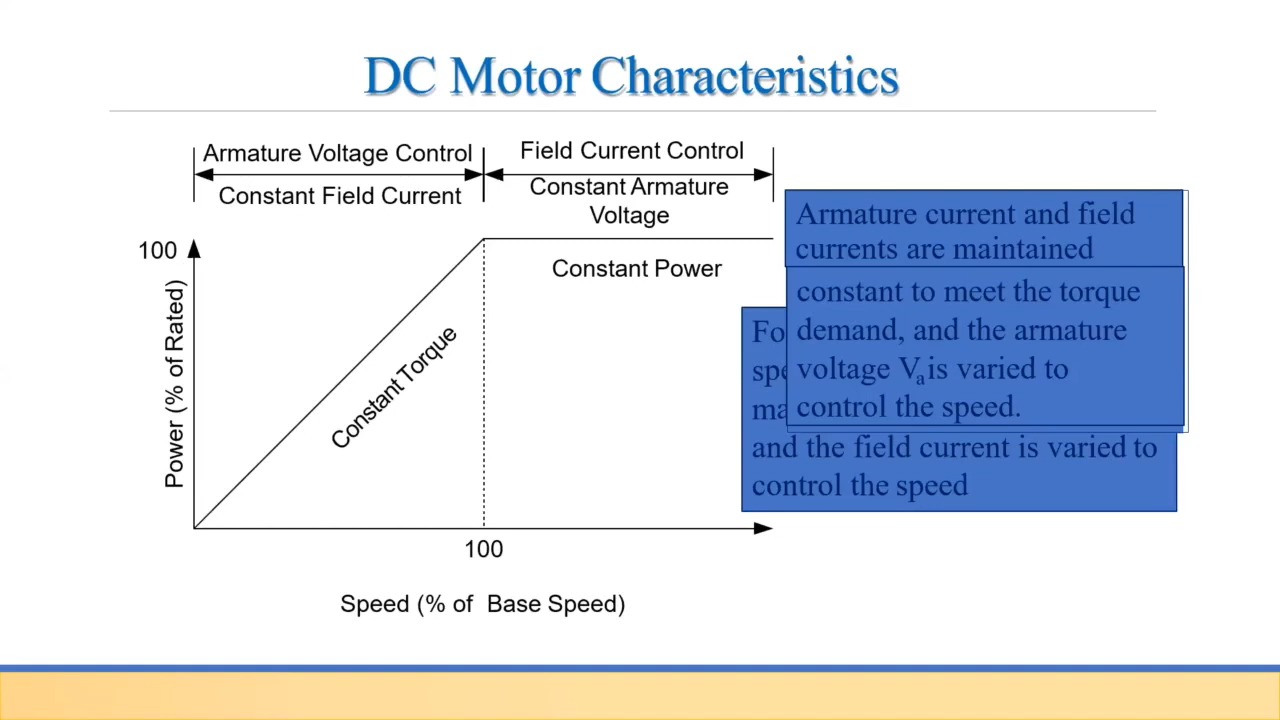 DC Motor Characteristics
Armature Voltage Control
Constant Field Current
Field Current Control
Constant Armature
Voltage
100
Constant Power
Constant Torque
Power (% of Rated)
100
Speed (% of Base Speed)
Armature current and field
currents are maintained
constant to meet the torque
demand, and the armature
voltage Va is varied to
control the speed.
and the field current is varied to
control the speed